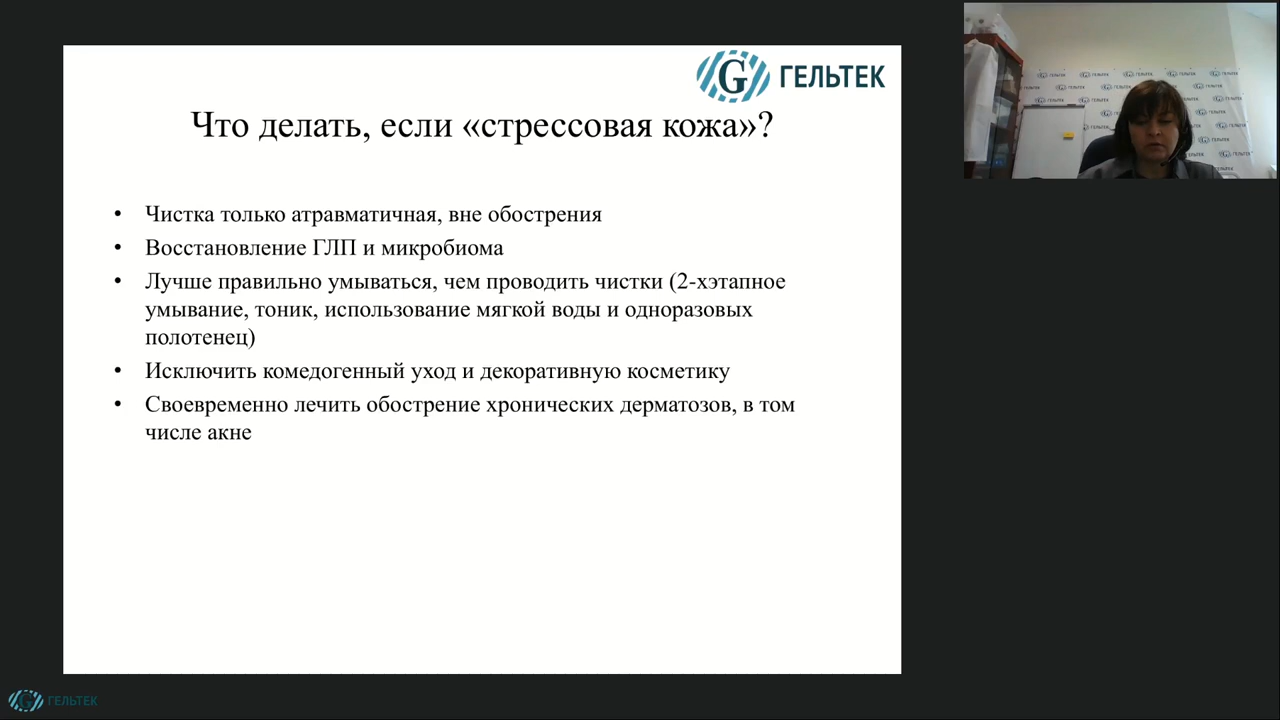 ГЕЛЬТЕК
Что делать, если «стрессовая кожа»?
• Чистка только атравматичная, вне обострения
• Восстановление ГЛП и микробиома
• Лучше правильно умываться, чем проводить чистки (2-хэтапное
умывание, тоник, использование мягкой воды и одноразовых
полотенец)
• Исключить комедогенный уход и декоративную косметику
• Своевременно лечить обострение хронических дерматозов, в том
числе акне
ГЕЛЬТЕК